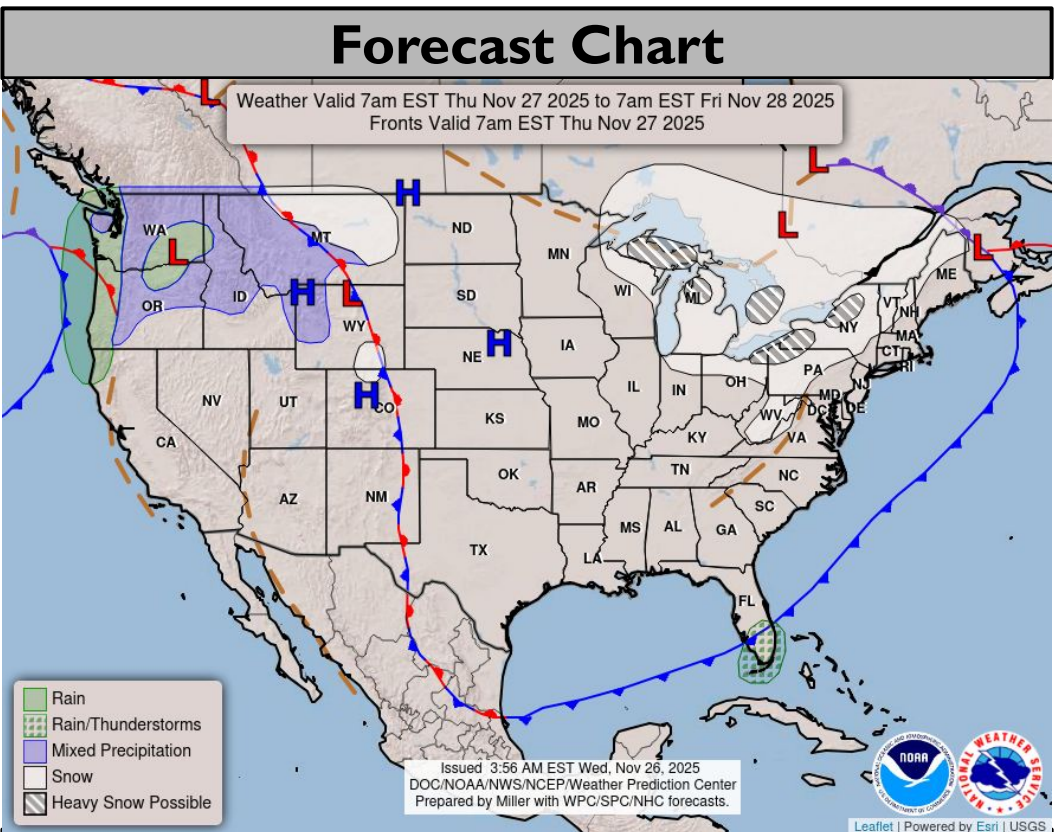 Forecast Chart
Weather Valid 7am EST Thu Nov 27 2025 to 7am EST Fri Nov 28 2025
Fronts Valid 7am EST Thu Nov 27 2025
L
L
H
L
WA
MT
ND
MN
L
L
ME
L
OR
ID
H
L
WY
SD
WI
MI
VT
NH
NY
MA
CT
RI
NE
H
IA
PA
NJ
NV
UT
H
CO
IL
IN
OH
MD
DE
DC
WV
VA
CA
KS
MO
KY
AZ
NM
OK
AR
TN
NC
SC
MS
AL
GA
TX
LA
FL
Rain
Rain/Thunderstorms
Mixed Precipitation
Snow
Heavy Snow Possible
Issued 3:56 AM EST Wed, Nov 26, 2025
DOC/NOAA/NWS/NCEP/Weather Prediction Center
Prepared by Miller with WPC/SPC/NHC forecasts.
NOAA
NATIONAL WEATHER SERVICE
Leaflet | Powered by Esri | USGS